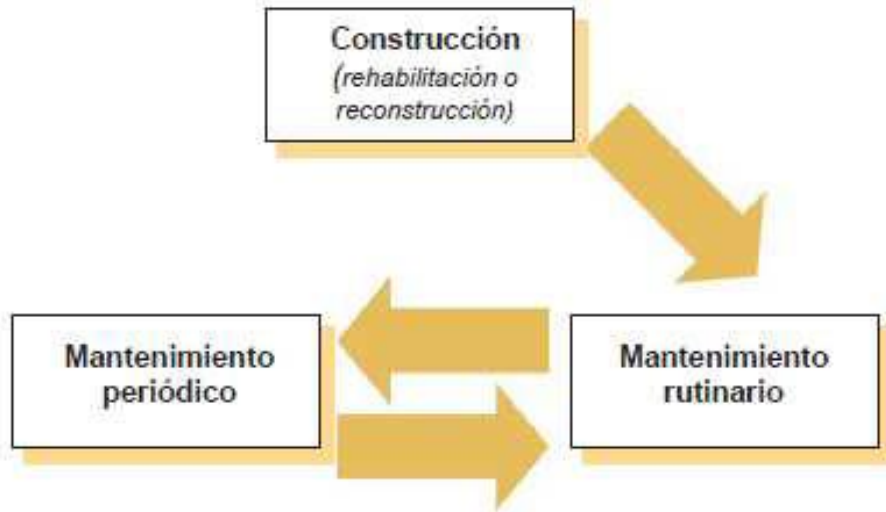 Construcción
(rehabilitación o
reconstrucción)
Mantenimiento
periódico
Mantenimiento
rutinario